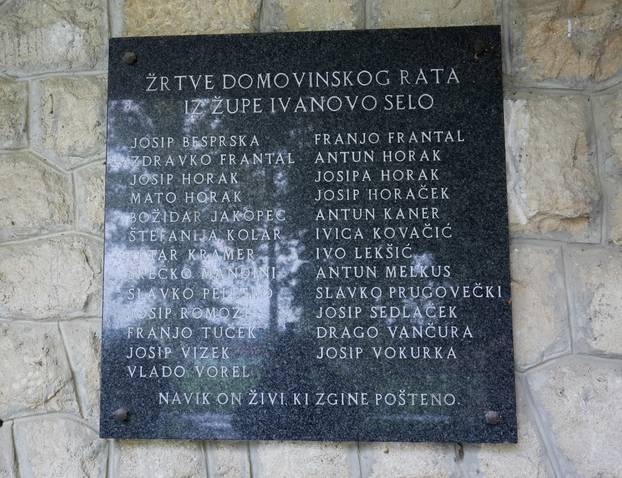 ŽRTVE DOMOVINSKOG RATA
IZ ŽUPE IVANOVO SELO
JOSIP BESPRSKA
ZDRAVKO FRANTAL
JOSIP HORAK
MATO HORAK
BOŽIDAR JAKOPEC
ŠTEFANIJA KOLAR
PETAR KRAMER
SREĆKO
SLAVKO
JOSIP ROMOZI
FRANJO TUČEK
JOSIP VIZEK
VLADO VOREL
FRANJO FRANTAL
ANTUN HORAK
JOSIPA HORAK
JOSIP HORAČEK
ANTUN KANER
IVICA KOVAČIĆ
IVO LEKŠIĆ
ANTUN MELKUS
SLAVKO PRUGOVEČKI
JOSIP SEDLAČEK
DRAGO VANČURA
JOSIP VOKURKA
NAVIK ON ŽIVI, KI ZGINE POŠTENO.